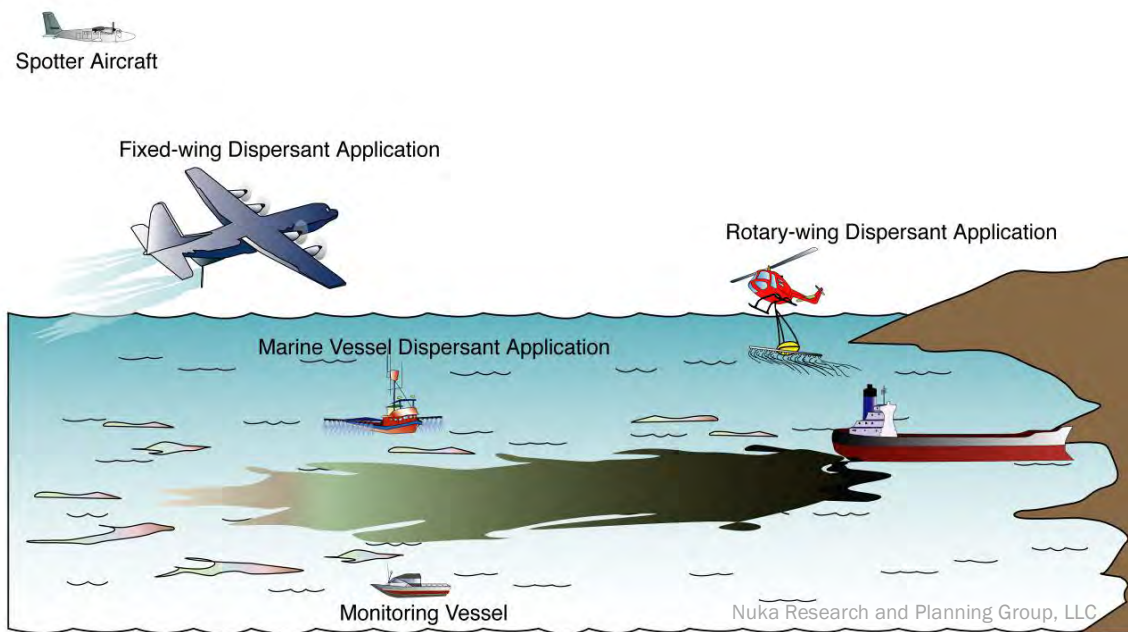 Spotter Aircraft
Fixed-wing Dispersant Application
Rotary-wing Dispersant Application
Marine Vessel Dispersant Application
Monitoring Vessel
Nuka Research and Planning Group, LLC